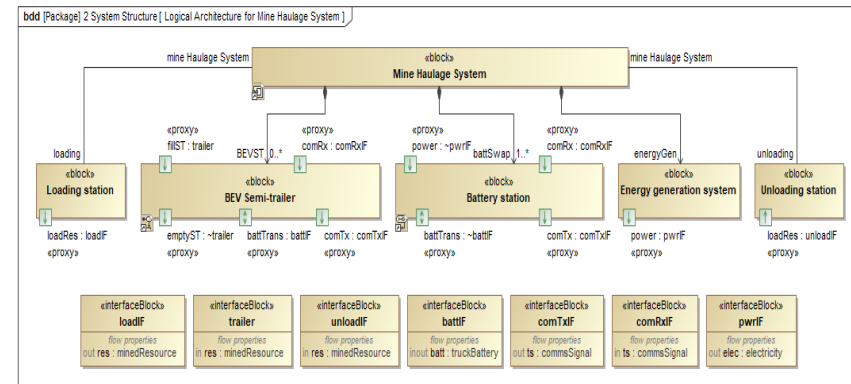 bdd [Package] 2 System Structure [ Logical Architecture for Mine Haulage System ]
mine Haulage System
«block»
Mine Haulage System
mine Haulage System
loading
«proxy»
fillST : trailer
BEVST
0..*
«proxy»
comRx : comRxIF
«proxy»
power : ~pwrIF
battSwap
1..*
«proxy»
comRx : comRxIF
energyGen
unloading
«block»
Loading station
«block»
BEV Semi-trailer
«block»
Battery station
«block»
Energy generation system
«block»
Unloading station
loadRes : loadIF
«proxy»
emptyST : ~trailer
«proxy»
battTrans : battIF
«proxy»
comTx : comTxIF
«proxy»
battTrans : ~battIF
«proxy»
comTx : comTxIF
«proxy»
power : pwrIF
«proxy»
loadRes : unloadIF
«proxy»
«interfaceBlock»
loadIF
flow properties
out res : minedResource
«interfaceBlock»
trailer
flow properties
in res : minedResource
«interfaceBlock»
unloadIF
flow properties
in res : minedResource
«interfaceBlock»
battIF
flow properties
inout batt : truckBattery
«interfaceBlock»
comTxIF
flow properties
out ts : commsSignal
«interfaceBlock»
comRxIF
flow properties
in ts : commsSignal
«interfaceBlock»
pwrIF
flow properties
out elec : electricity